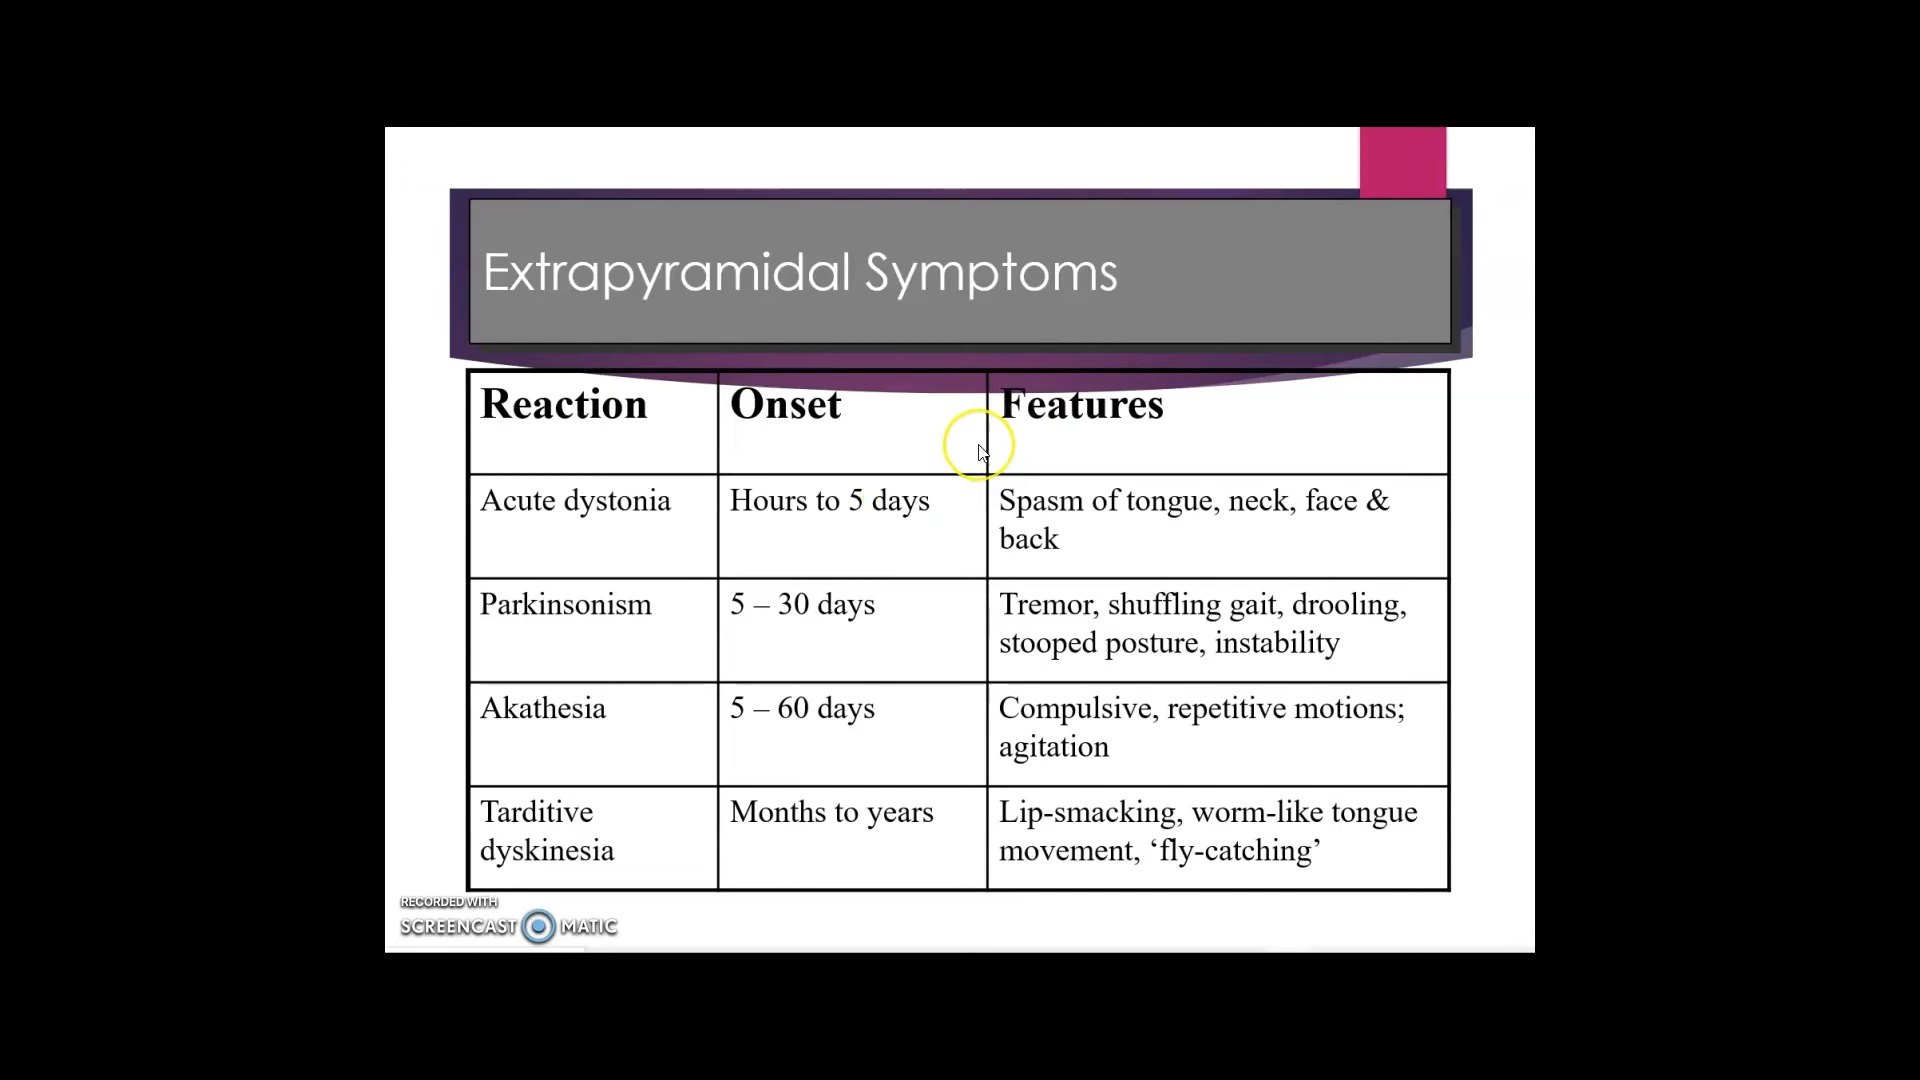 Extrapyramidal Symptoms
Reaction Onset Features
Acute dystonia Hours to 5 days Spasm of tongue, neck, face &
back
Parkinsonism 5 – 30 days Tremor, shuffling gait, drooling,
stooped posture, instability
Akathesia 5 – 60 days Compulsive, repetitive motions;
agitation
Tarditive Months to years Lip-smacking, worm-like tongue
dyskinesia movement, ‘fly-catching’
RECORDED WITH
SCREENCAST MATIC